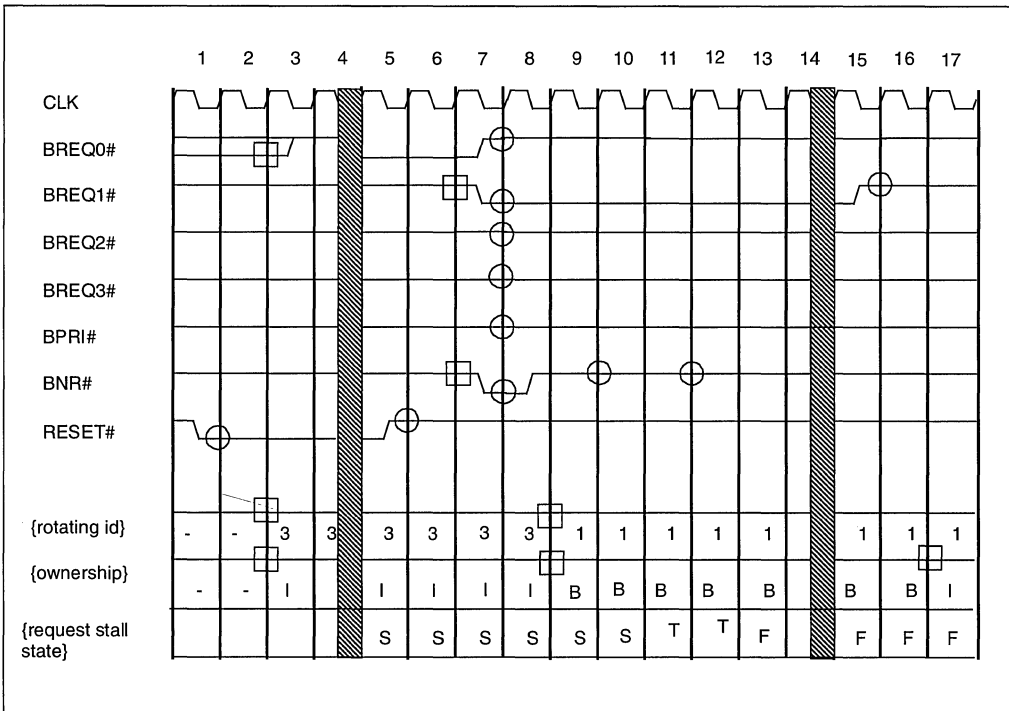 1 2 3 4 5 6 7 8 9 10 11 12 13 14 15 16 17
CLK
BREQ0#
BREQ1#
BREQ2#
BREQ3#
BPRI#
BNR#
RESET#
{rotating id} - - 3 3 3 3 3 3 1 1 1 1 1 1 1 1
{ownership} - - I I I I I B B B B B B B I
{request stall
state} S S S S S S T T F F F F